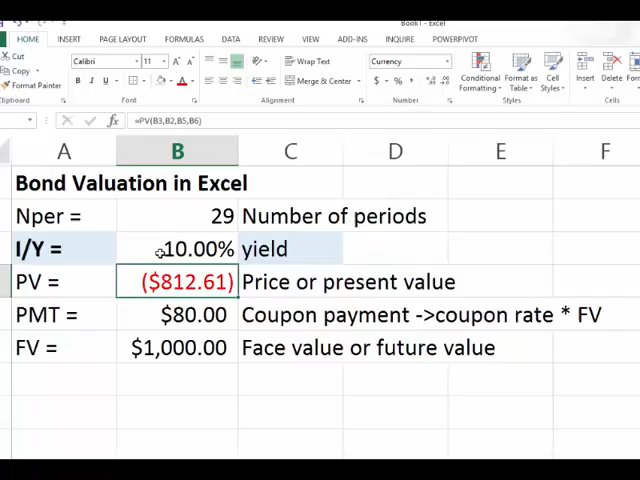 Book1 - Excel
HOME INSERT PAGE LAYOUT FORMULAS DATA REVIEW VIEW ADD-INS INQUIRE POWERPIVOT
Cut
Copy
Format Painter
Clipboard
Calibri 11 A A
B I U A
Font
Wrap Text
Merge & Center
Alignment
Currency
$ % ,
Number
Conditional Formatting
Format as Table
Cell Styles
Styles
Insert Delete
Cells
fx =PV(B3,B2,B5,B6)
A B C D E F
Bond Valuation in Excel
Nper = 29 Number of periods
I/Y = 10.00% yield
PV = ($812.61) Price or present value
PMT = $80.00 Coupon payment ->coupon rate * FV
FV = $1,000.00 Face value or future value